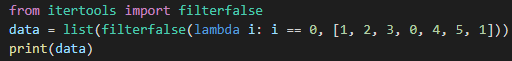 from itertools import filterfalse
data = list(filterfalse(lambda i: i == 0, [1, 2, 3, 0, 4, 5, 1]))
print(data)